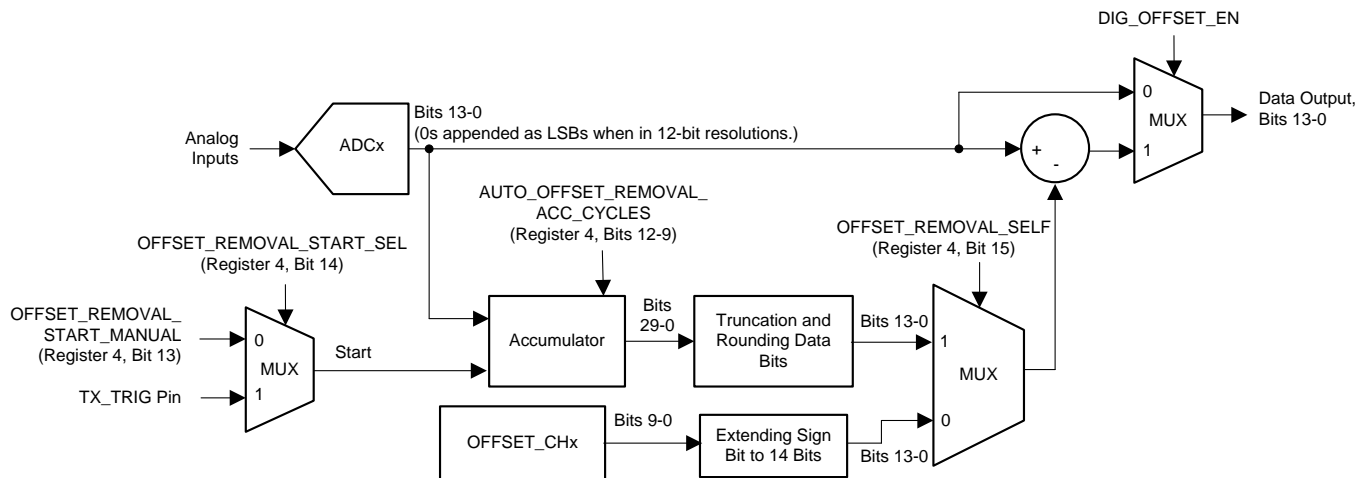 DIG_OFFSET_EN
0
MUX
1
Data Output,
Bits 13-0
Bits 13-0
(0s appended as LSBs when in 12-bit resolutions.)
Analog
Inputs
ADCx
+
-
AUTO_OFFSET_REMOVAL_
ACC_CYCLES
(Register 4, Bits 12-9)
OFFSET_REMOVAL_SELF
(Register 4, Bit 15)
OFFSET_REMOVAL_START_SEL
(Register 4, Bit 14)
OFFSET_REMOVAL_
START_MANUAL
(Register 4, Bit 13)
0
MUX
1
TX_TRIG Pin
Start
Accumulator
Bits
29-0
Truncation and
Rounding Data
Bits
Bits 13-0
1
MUX
0
OFFSET_CHx
Bits 9-0
Extending Sign
Bit to 14 Bits
Bits 13-0